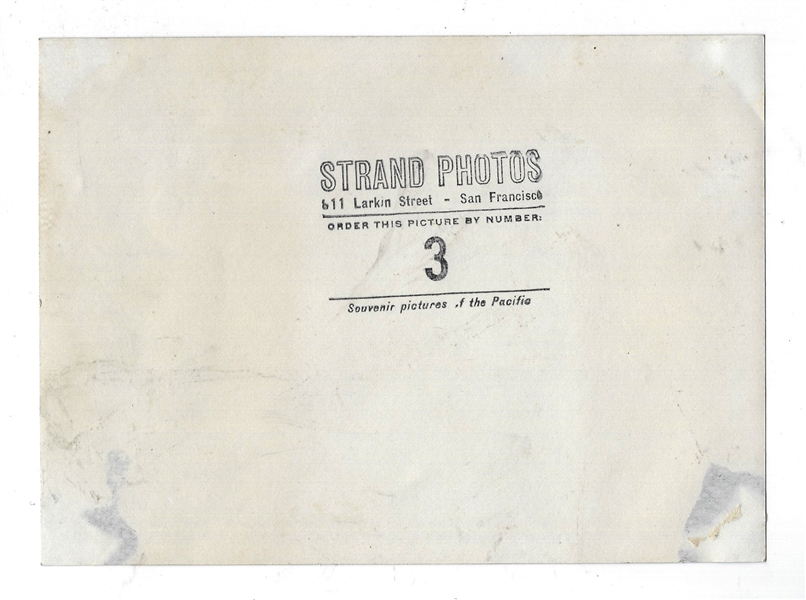 STRAND PHOTOS
611 Larkin Street - San Francisco
ORDER THIS PICTURE BY NUMBER:
3
Souvenir pictures of the Pacific